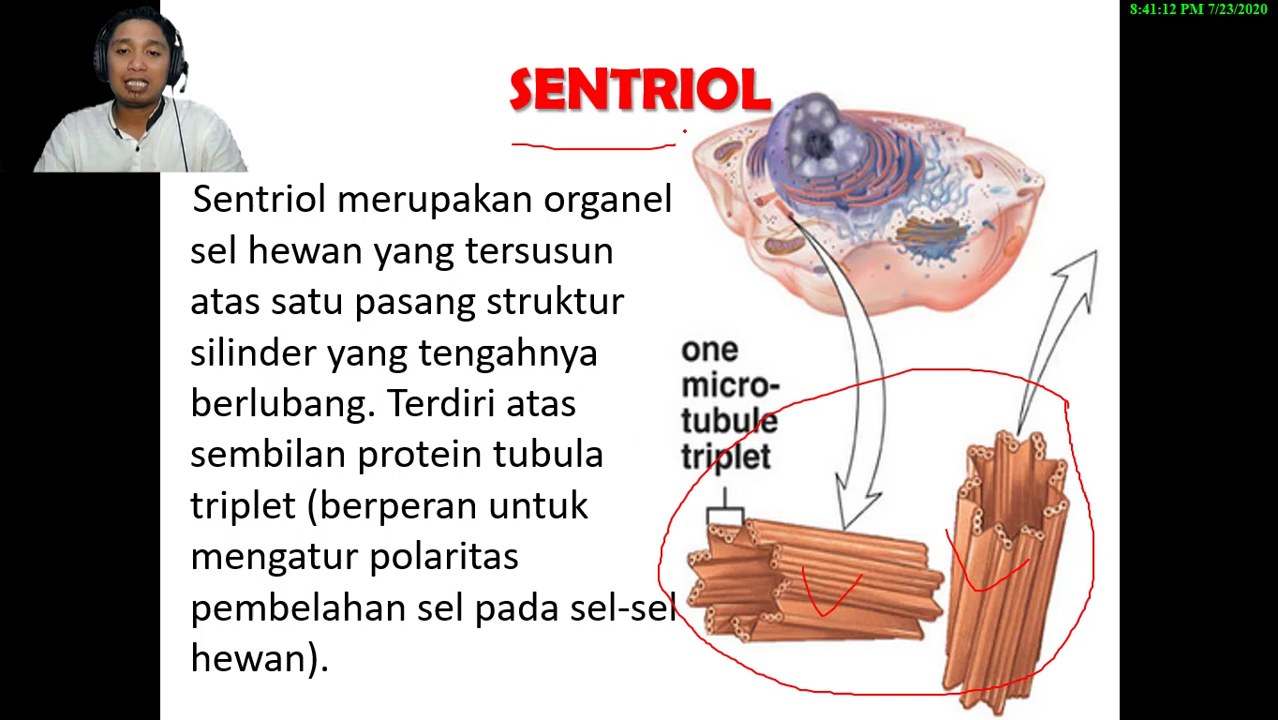 8:41:12 PM 7/23/2020
SENTRIOL
Sentriol merupakan organel
sel hewan yang tersusun
atas satu pasang struktur
silinder yang tengahnya
berlubang. Terdiri atas
sembilan protein tubula
triplet (berperan untuk
mengatur polaritas
pembelahan sel pada sel-sel
hewan).
one
micro-
tubule
triplet